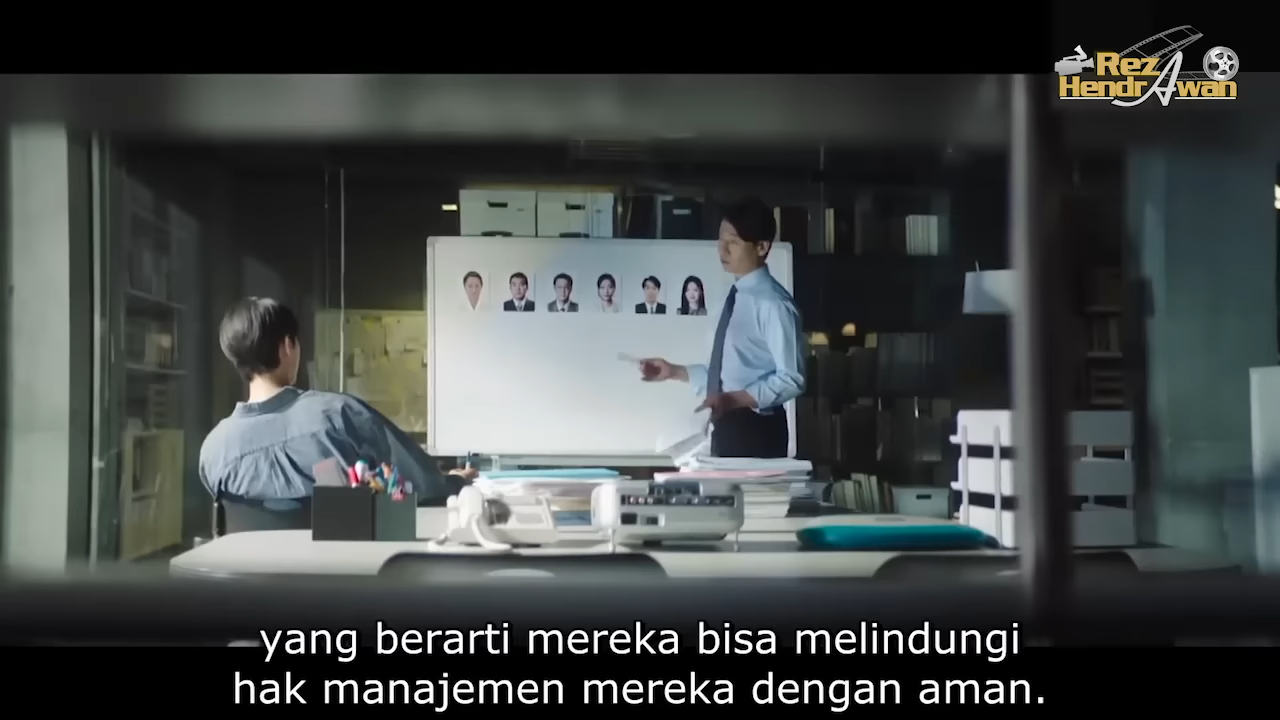 Rez
HendrAwan
yang berarti mereka bisa melindungi
hak manajemen mereka dengan aman.